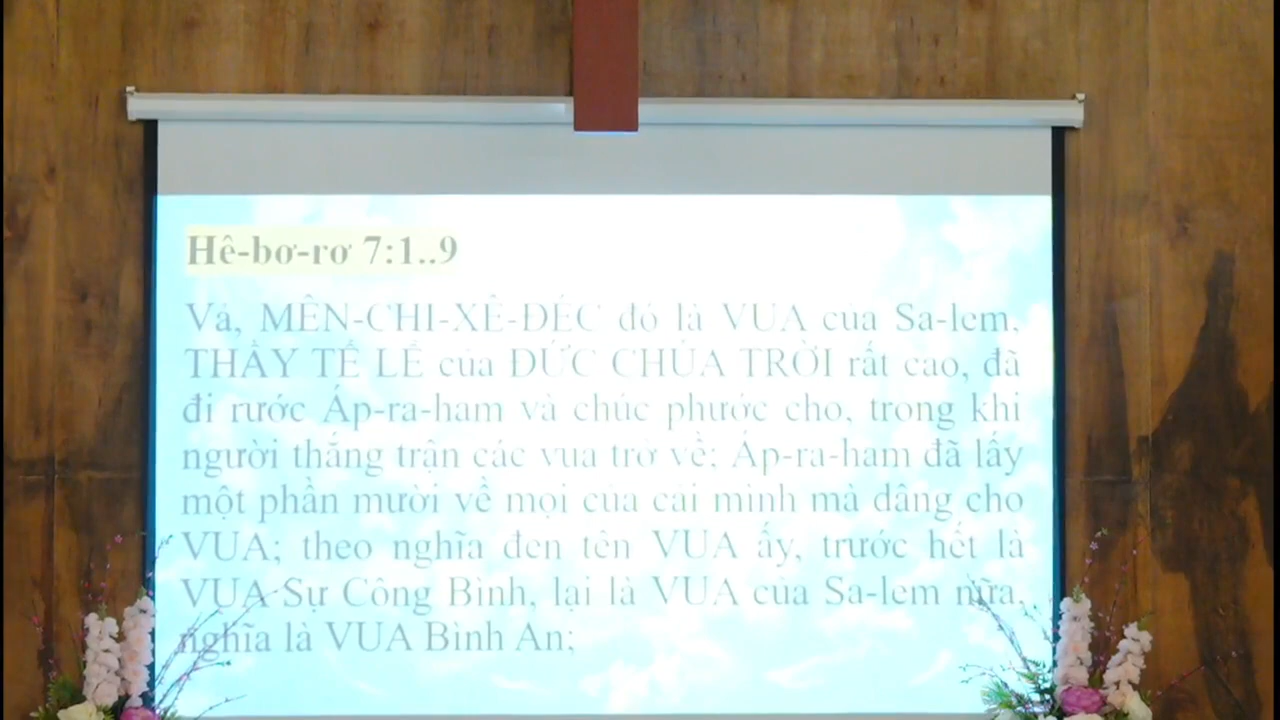 Hê-bơ-rơ 7:1..9
Vả, MÊN-CHI-XÊ-ĐÉC đó là VUA của Sa-lem,
THẦY TẾ LỄ của ĐỨC CHÚA TRỜI rất cao, đã
đi rước Áp-ra-ham và chúc phước cho, trong khi
người thắng trận các vua trở về; Áp-ra-ham đã lấy
một phần mười về mọi của cải mình mà dâng cho
VUA; theo nghĩa đen tên VUA ấy, trước hết là
VUA Sự Công Bình, lại là VUA của Sa-lem nữa,
nghĩa là VUA Bình An;